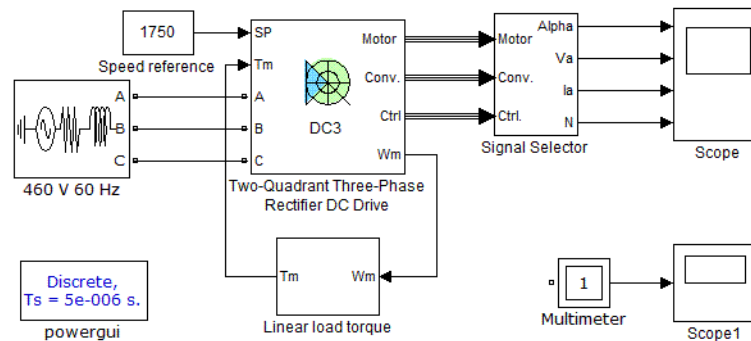 1750
Speed reference
SP
Tm
A
B
C
Motor
Conv.
Ctrl
Wm
DC3
Two-Quadrant Three-Phase
Rectifier DC Drive
A
B
C
460 V 60 Hz
Motor
Conv.
Ctrl.
Alpha
Va
Ia
N
Signal Selector
Scope
Tm
Wm
Linear load torque
Discrete,
Ts = 5e-006 s.
powergui
1
Multimeter
Scope1